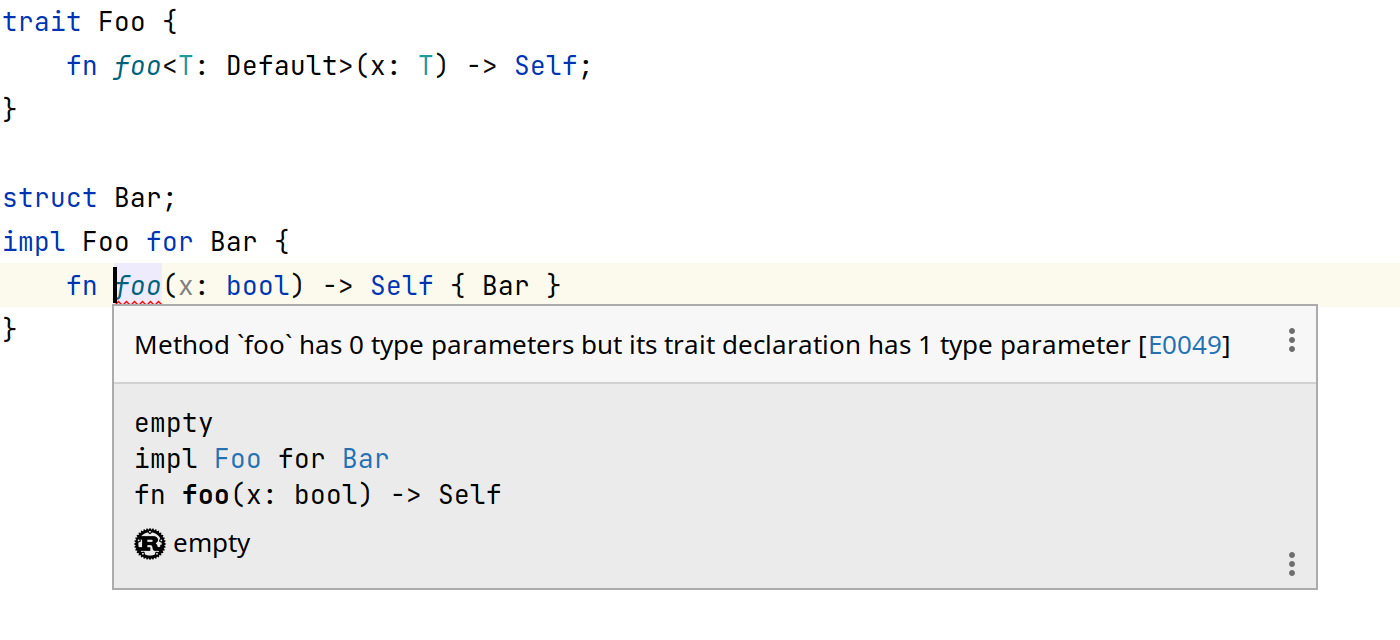 trait Foo {
    fn foo<T: Default>(x: T) -> Self;
}

struct Bar;
impl Foo for Bar {
    fn foo(x: bool) -> Self { Bar }
}
Method `foo` has 0 type parameters but its trait declaration has 1 type parameter [E0049]
empty
impl Foo for Bar
fn foo(x: bool) -> Self
R empty